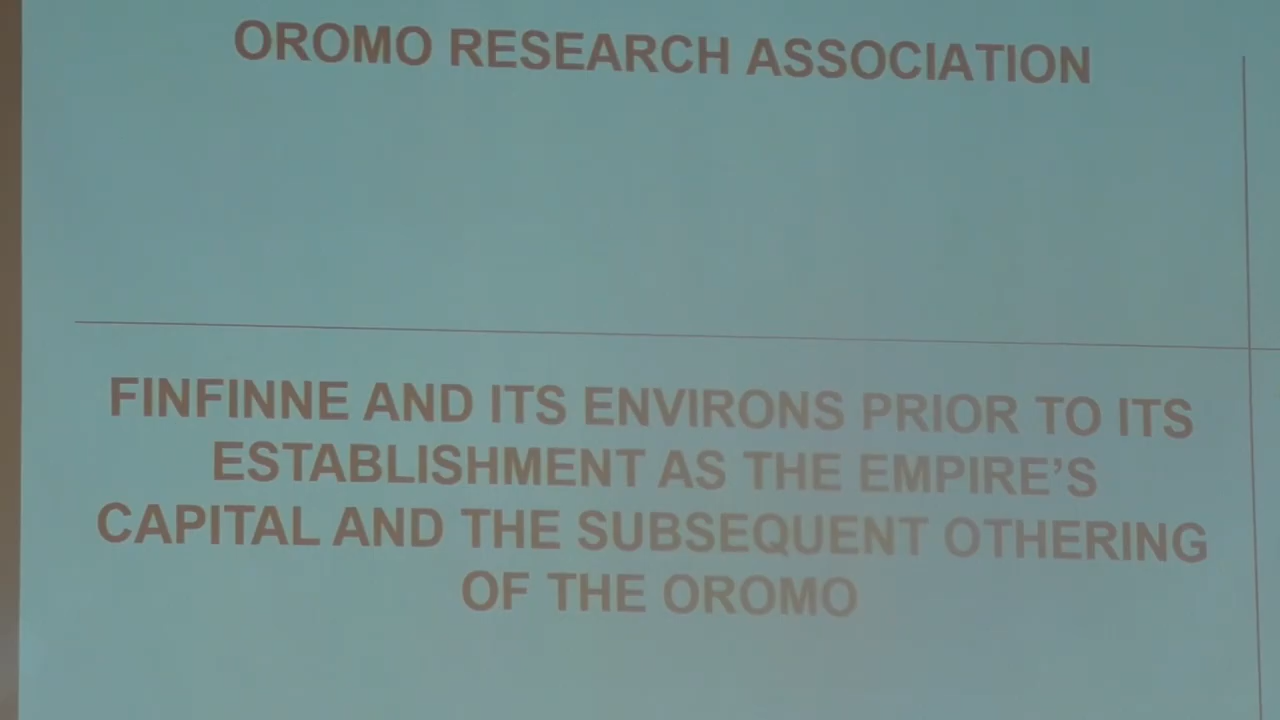 OROMO RESEARCH ASSOCIATION
FINFINNE AND ITS ENVIRONS PRIOR TO ITS
ESTABLISHMENT AS THE EMPIRE’S
CAPITAL AND THE SUBSEQUENT OTHERING
OF THE OROMO